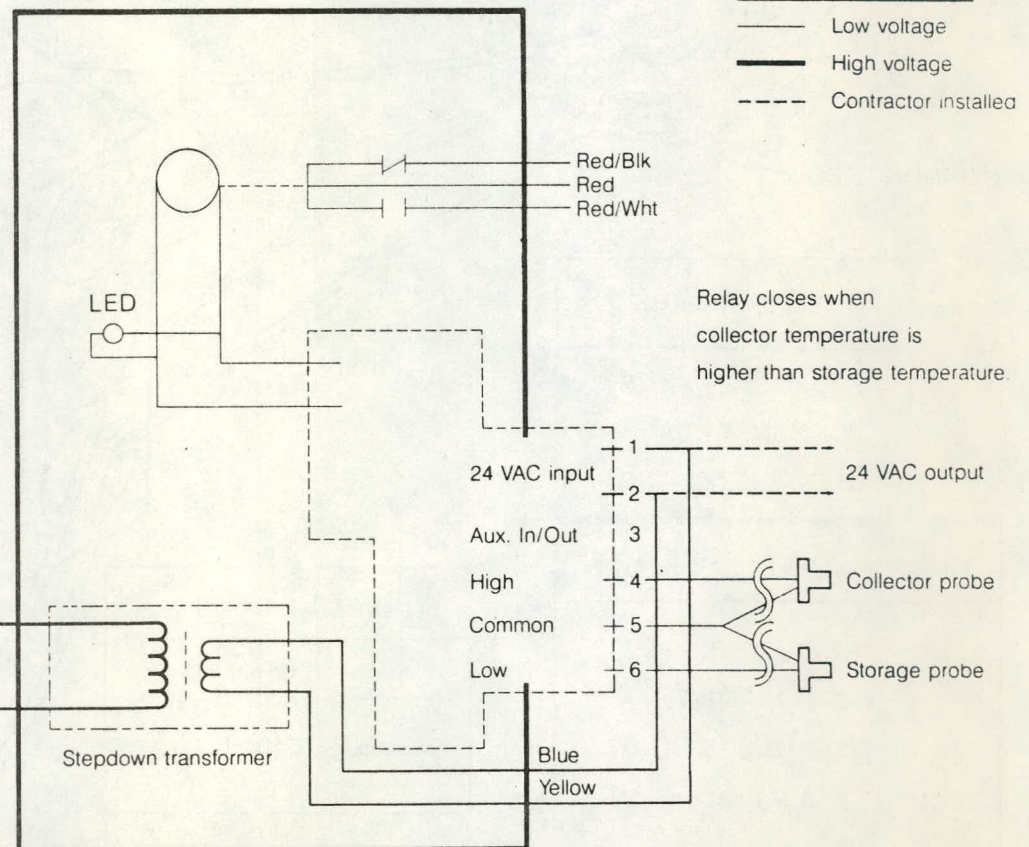 Low voltage
High voltage
Contractor installed
Red/Blk
Red
Red/Wht
LED
Relay closes when
collector temperature is
higher than storage temperature.
24 VAC input
1
24 VAC output
2
Aux. In/Out
3
High
4
Collector probe
Common
5
Low
6
Storage probe
Stepdown transformer
Blue
Yellow